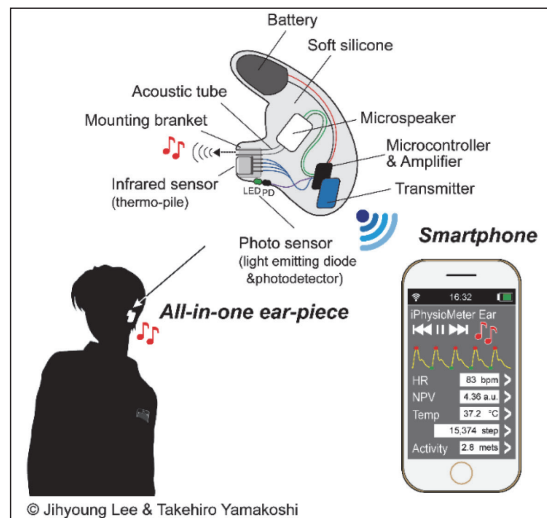 Battery
Soft silicone
Acoustic tube
Mounting branket
Microspeaker
Microcontroller
& Amplifier
Infrared sensor
(thermo-pile)
LED PD
Transmitter
Photo sensor
(light emitting diode
&photodetector)
Smartphone
All-in-one ear-piece
16:32
iPhysioMeter Ear
HR 83 bpm
NPV 4.36 a.u.
Temp 37.2 °C
15,374 step
Activity 2.8 mets
© Jihyoung Lee & Takehiro Yamakoshi